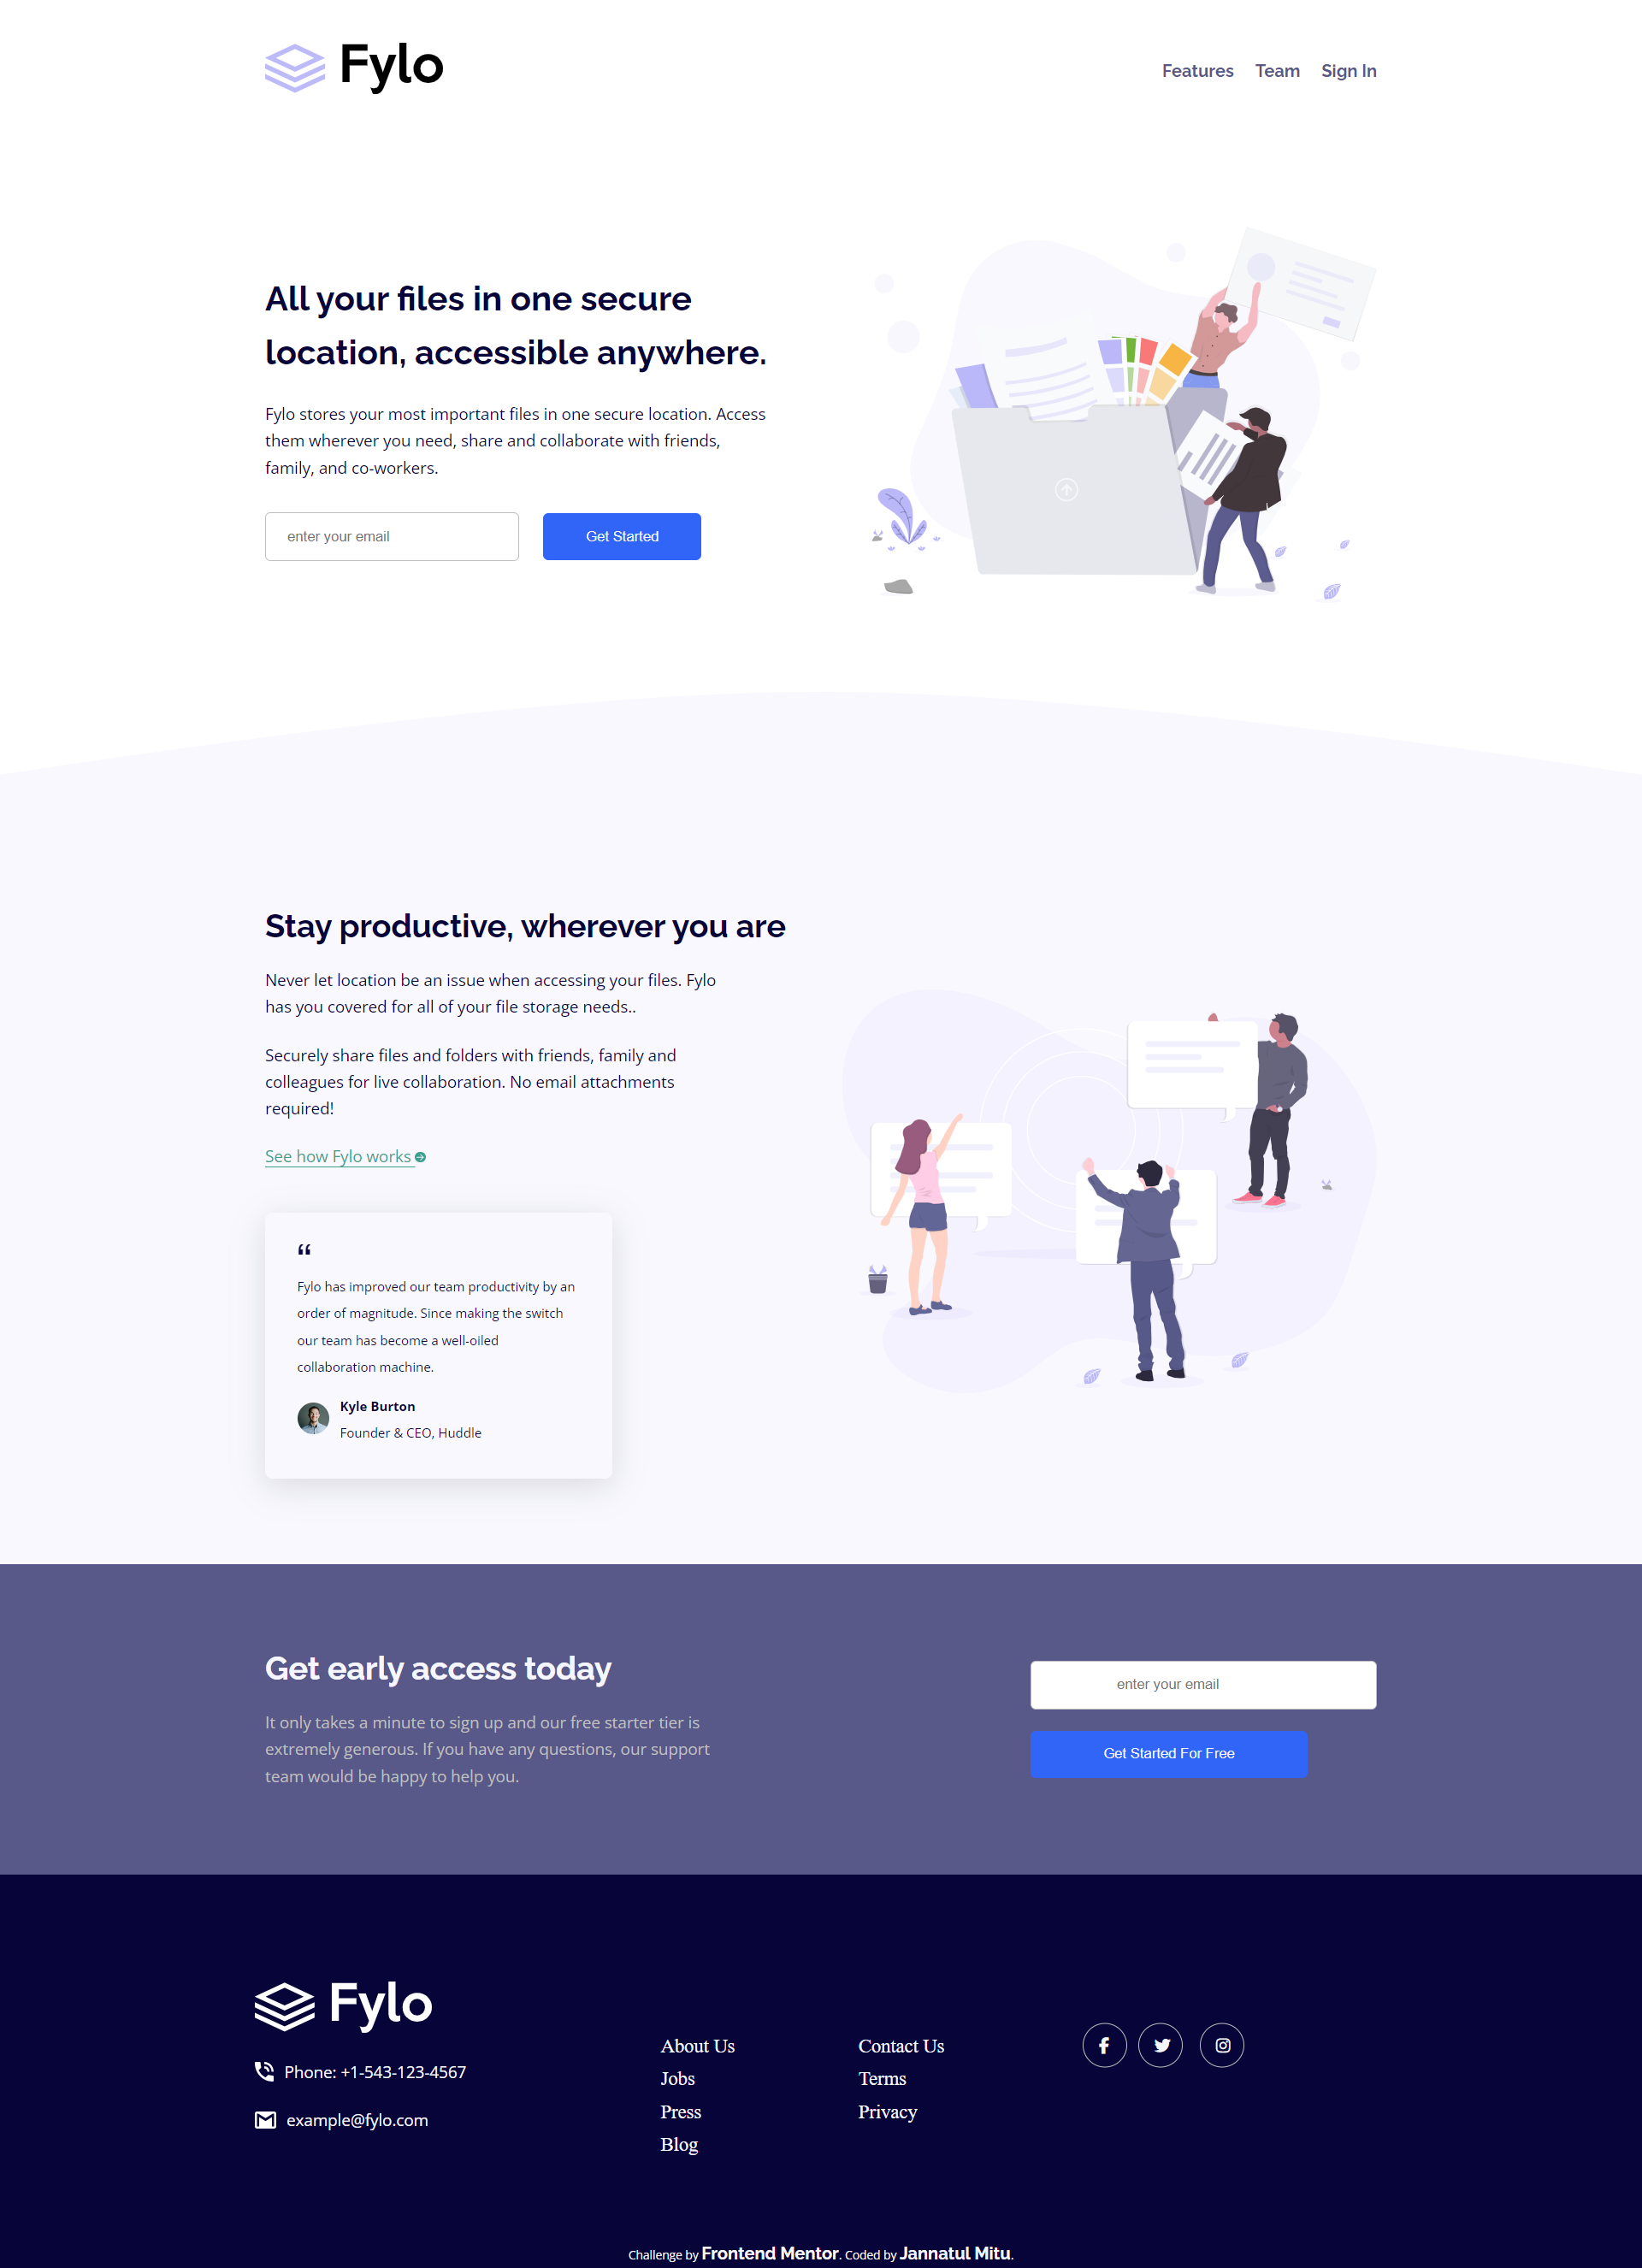 Fylo
Features Team Sign In
All your files in one secure
location, accessible anywhere.
Fylo stores your most important files in one secure location. Access
them wherever you need, share and collaborate with friends,
family, and co-workers.
enter your email
Get Started
Stay productive, wherever you are
Never let location be an issue when accessing your files. Fylo
has you covered for all of your file storage needs..
Securely share files and folders with friends, family and
colleagues for live collaboration. No email attachments
required!
See how Fylo works
“
Fylo has improved our team productivity by an
order of magnitude. Since making the switch
our team has become a well-oiled
collaboration machine.
Kyle Burton
Founder & CEO, Huddle
Get early access today
It only takes a minute to sign up and our free starter tier is
extremely generous. If you have any questions, our support
team would be happy to help you.
enter your email
Get Started For Free
Fylo
Phone: +1-543-123-4567
example@fylo.com
About Us
Jobs
Press
Blog
Contact Us
Terms
Privacy
Challenge by Frontend Mentor. Coded by Jannatul Mitu.